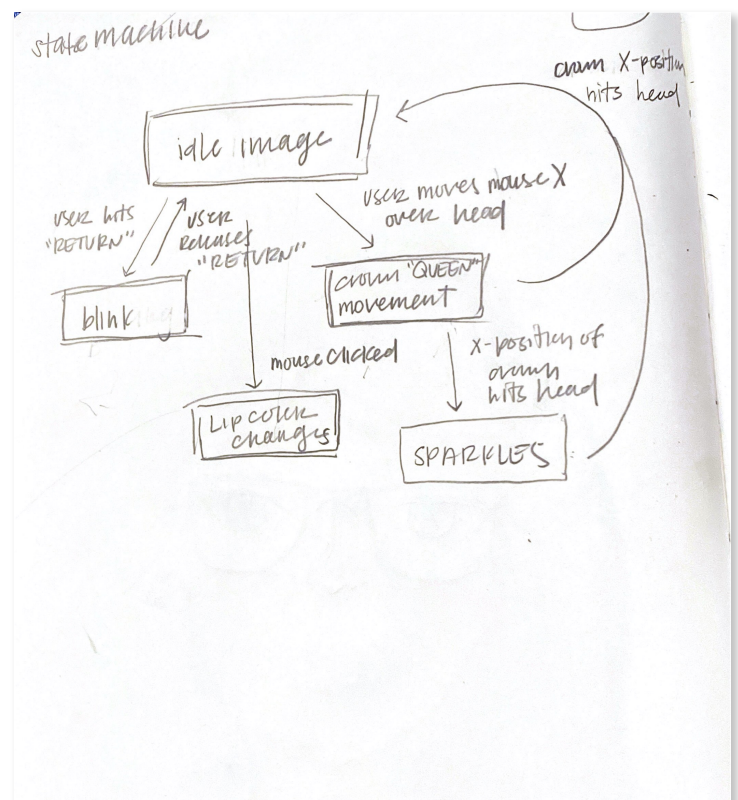 state machine
crown X-position
hits head
idle image
user hits
"RETURN"
user
Releases
"RETURN"
user moves mouse X
over head
blink
crown "QUEEN"
movement
mouse clicked
X-position of
crown
hits head
Lip color
changes
SPARKLES